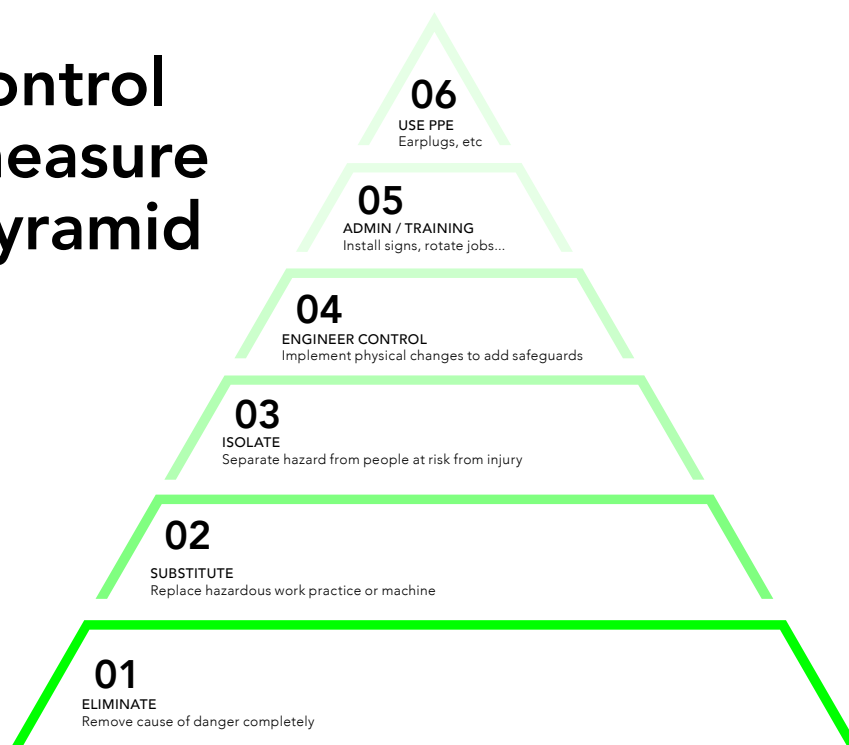 ontrol
easure
yramid
06
USE PPE
Earplugs, etc
05
ADMIN / TRAINING
Install signs, rotate jobs...
04
ENGINEER CONTROL
Implement physical changes to add safeguards
03
ISOLATE
Separate hazard from people at risk from injury
02
SUBSTITUTE
Replace hazardous work practice or machine
01
ELIMINATE
Remove cause of danger completely